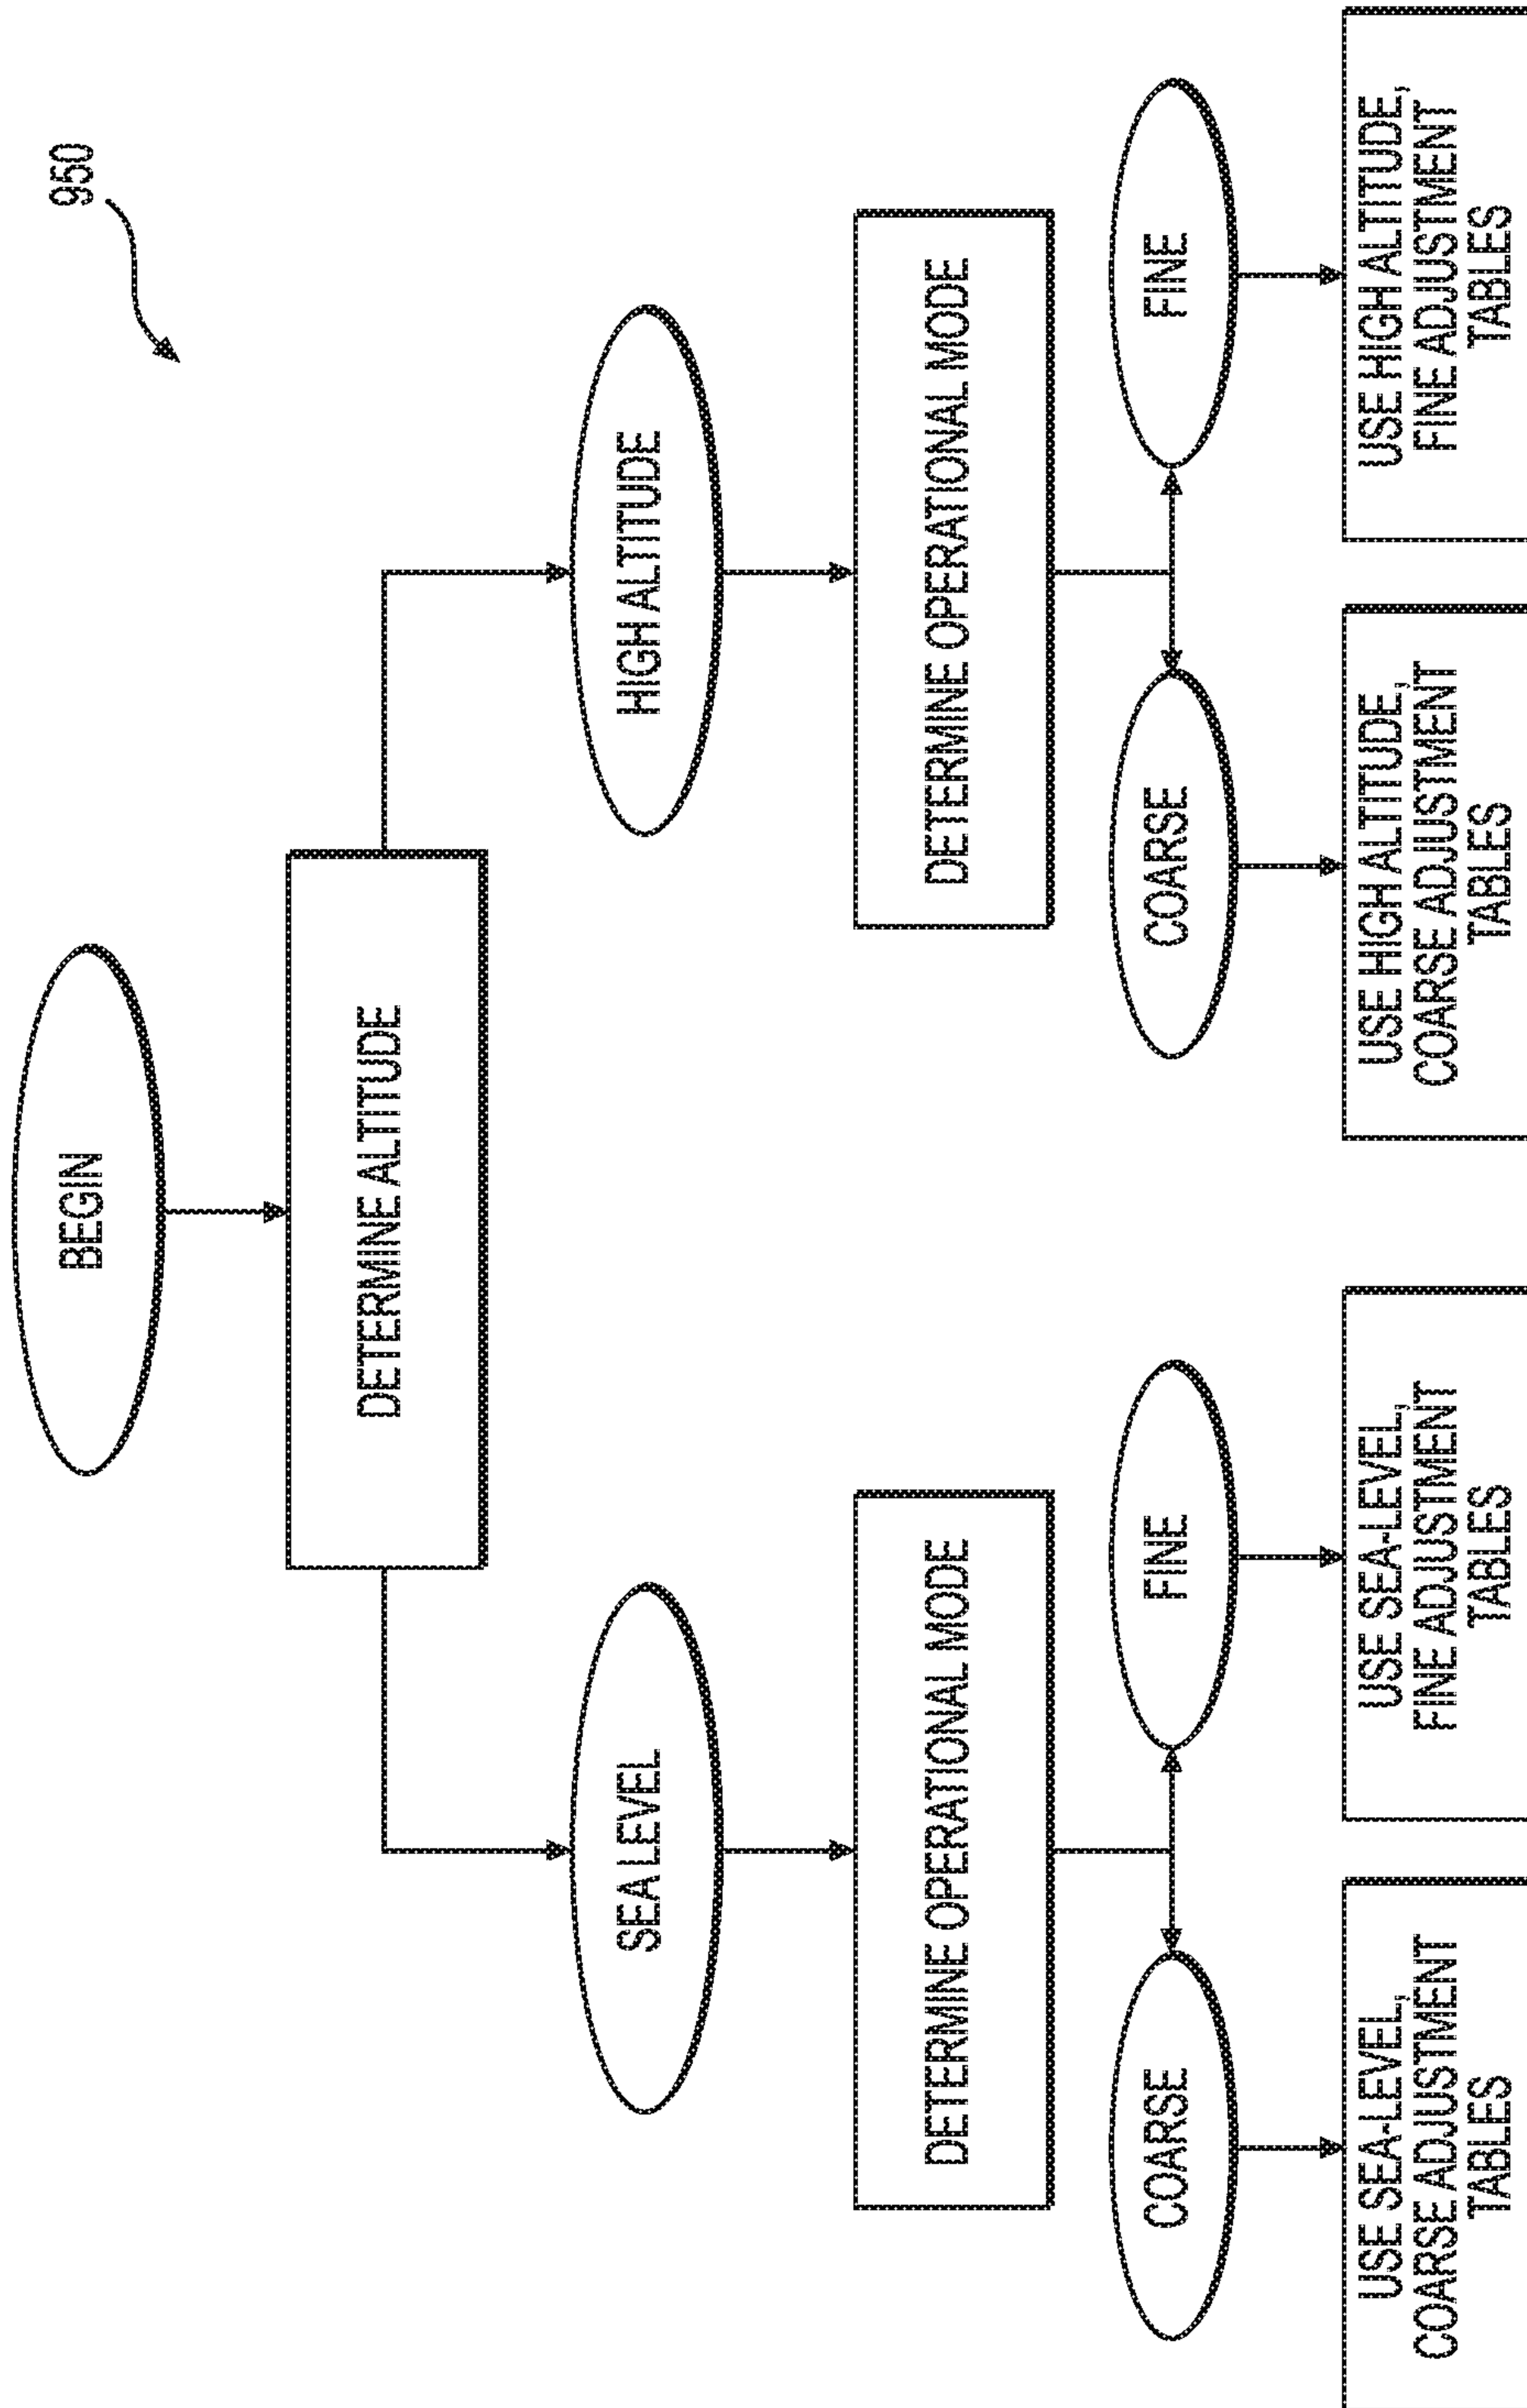 950
BEGIN
DETERMINE ALTITUDE
SEA LEVEL
HIGH ALTITUDE
DETERMINE OPERATIONAL MODE
DETERMINE OPERATIONAL MODE
COARSE
FINE
COARSE
FINE
USE SEA-LEVEL,
COARSE ADJUSTMENT
TABLES
USE SEA-LEVEL,
FINE ADJUSTMENT
TABLES
USE HIGH ALTITUDE,
COARSE ADJUSTMENT
TABLES
USE HIGH ALTITUDE,
FINE ADJUSTMENT
TABLES